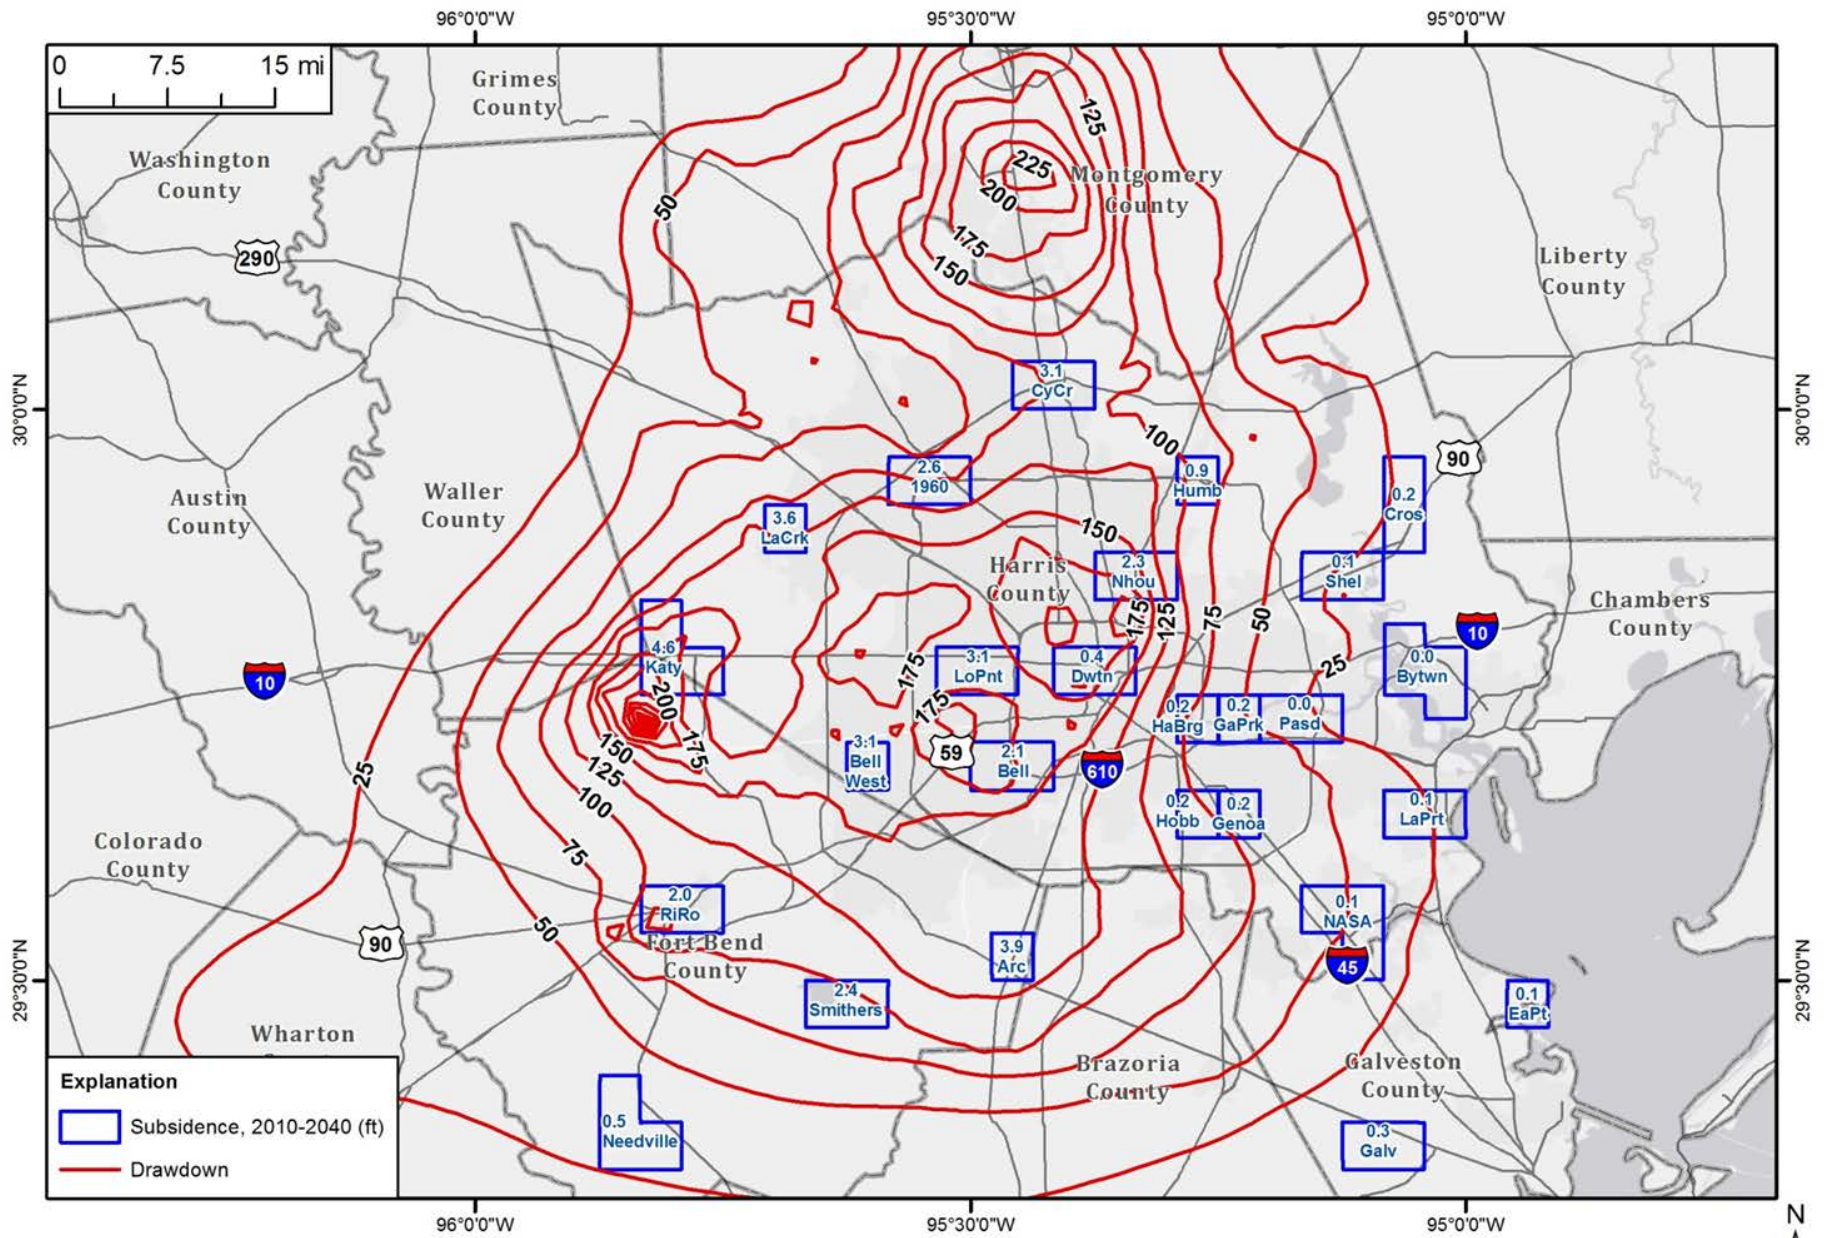 96°0'0"W
95°30'0"W
95°0'0"W
0 7.5 15 mi
Grimes
County
125
Washington
County
225
Montgomery
County
200
50
175
150
290
Liberty
County
30°0'0"N
30°0'0"N
3.1
CyCr
100
90
2.6
1960
0.9
Humb
0.2
Cros
Austin
County
Waller
County
3.6
LaCrk
150
Harris
County
2.3
Nhou
0.1
Shel
Chambers
County
175
125
75
50
10
10
4.6
Katy
200
175
3.1
LoPnt
0.4
Dwtn
25
0.0
Bytwn
175
0.2
HaBrg
0.2
GaPrk
0.0
Pasd
150
175
125
3.1
Bell
West
59
2.1
Bell
610
25
100
0.2
Hobb
0.2
Genoa
0.1
LaPrt
Colorado
County
75
2.0
RiRo
0.1
NASA
50
90
Fort Bend
County
3.9
Arc
45
29°30'0"N
29°30'0"N
2.4
Smithers
0.1
EaPt
Wharton
Brazoria
County
Galveston
County
Explanation
Subsidence, 2010-2040 (ft)
Drawdown
0.5
Needville
0.3
Galv
96°0'0"W
95°30'0"W
95°0'0"W
N